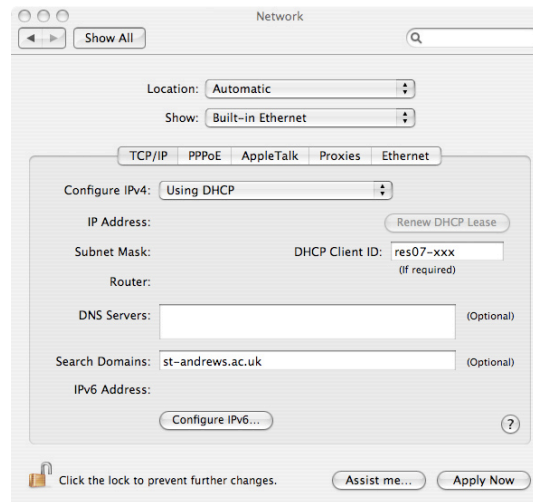 Network
Show All
Location: Automatic
Show: Built-in Ethernet
TCP/IP PPPoE AppleTalk Proxies Ethernet
Configure IPv4: Using DHCP
IP Address: Renew DHCP Lease
Subnet Mask: DHCP Client ID: res07-xxx
(If required)
Router:
DNS Servers: (Optional)
Search Domains: st-andrews.ac.uk (Optional)
IPv6 Address:
Configure IPv6... ?
Click the lock to prevent further changes. Assist me... Apply Now